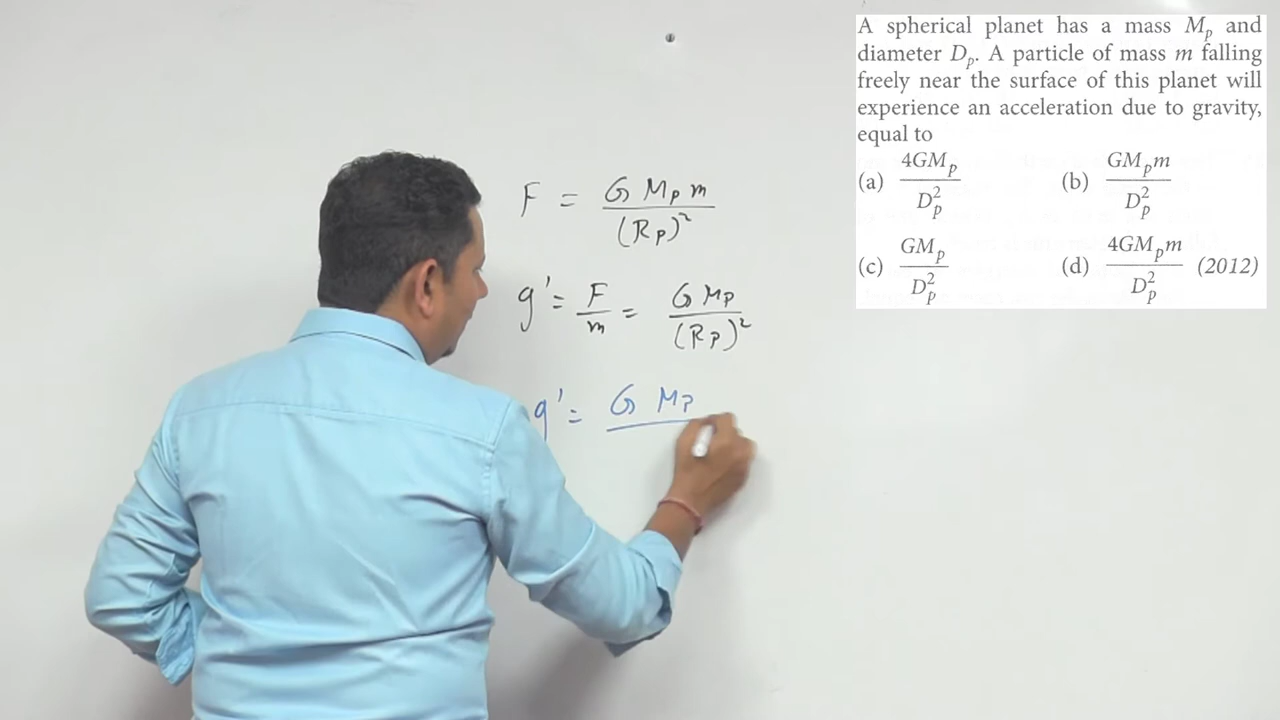 A spherical planet has a mass Mₚ and
diameter Dₚ. A particle of mass m falling
freely near the surface of this planet will
experience an acceleration due to gravity,
equal to
(a) 4GMₚ / Dₚ² (b) GMₚm / Dₚ²
(c) GMₚ / Dₚ² (d) 4GMₚm / Dₚ² (2012)
F = G Mₚ m / (Rₚ)²
g' = F / m = G Mₚ / (Rₚ)²
g' = G Mₚ